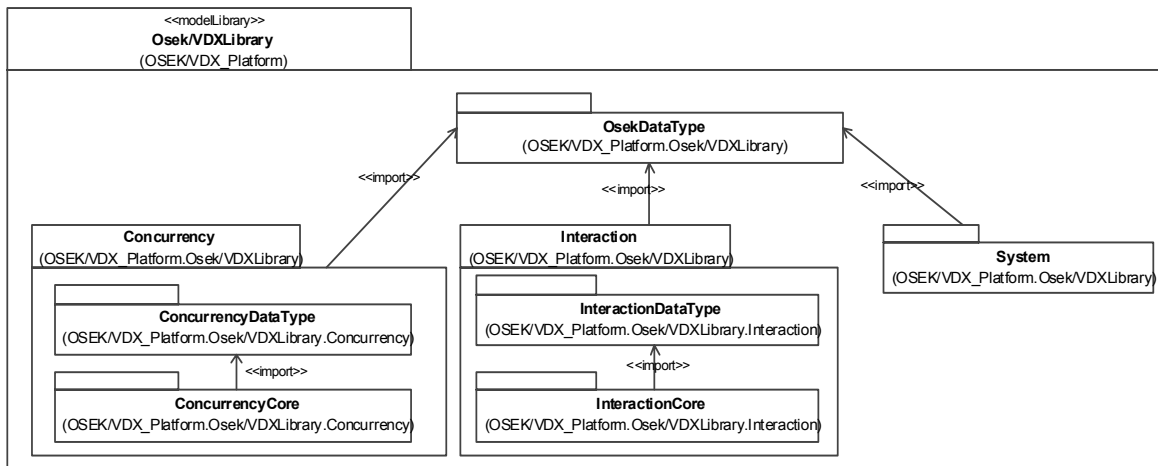 <<modelLibrary>>
Osek/VDXLibrary
(OSEK/VDX_Platform)
OsekDataType
(OSEK/VDX_Platform.Osek/VDXLibrary)
<<import>>
<<import>>
<<import>>
Concurrency
(OSEK/VDX_Platform.Osek/VDXLibrary)
Interaction
(OSEK/VDX_Platform.Osek/VDXLibrary)
System
(OSEK/VDX_Platform.Osek/VDXLibrary)
ConcurrencyDataType
(OSEK/VDX_Platform.Osek/VDXLibrary.Concurrency)
<<import>>
ConcurrencyCore
(OSEK/VDX_Platform.Osek/VDXLibrary.Concurrency)
InteractionDataType
(OSEK/VDX_Platform.Osek/VDXLibrary.Interaction)
<<import>>
InteractionCore
(OSEK/VDX_Platform.Osek/VDXLibrary.Interaction)